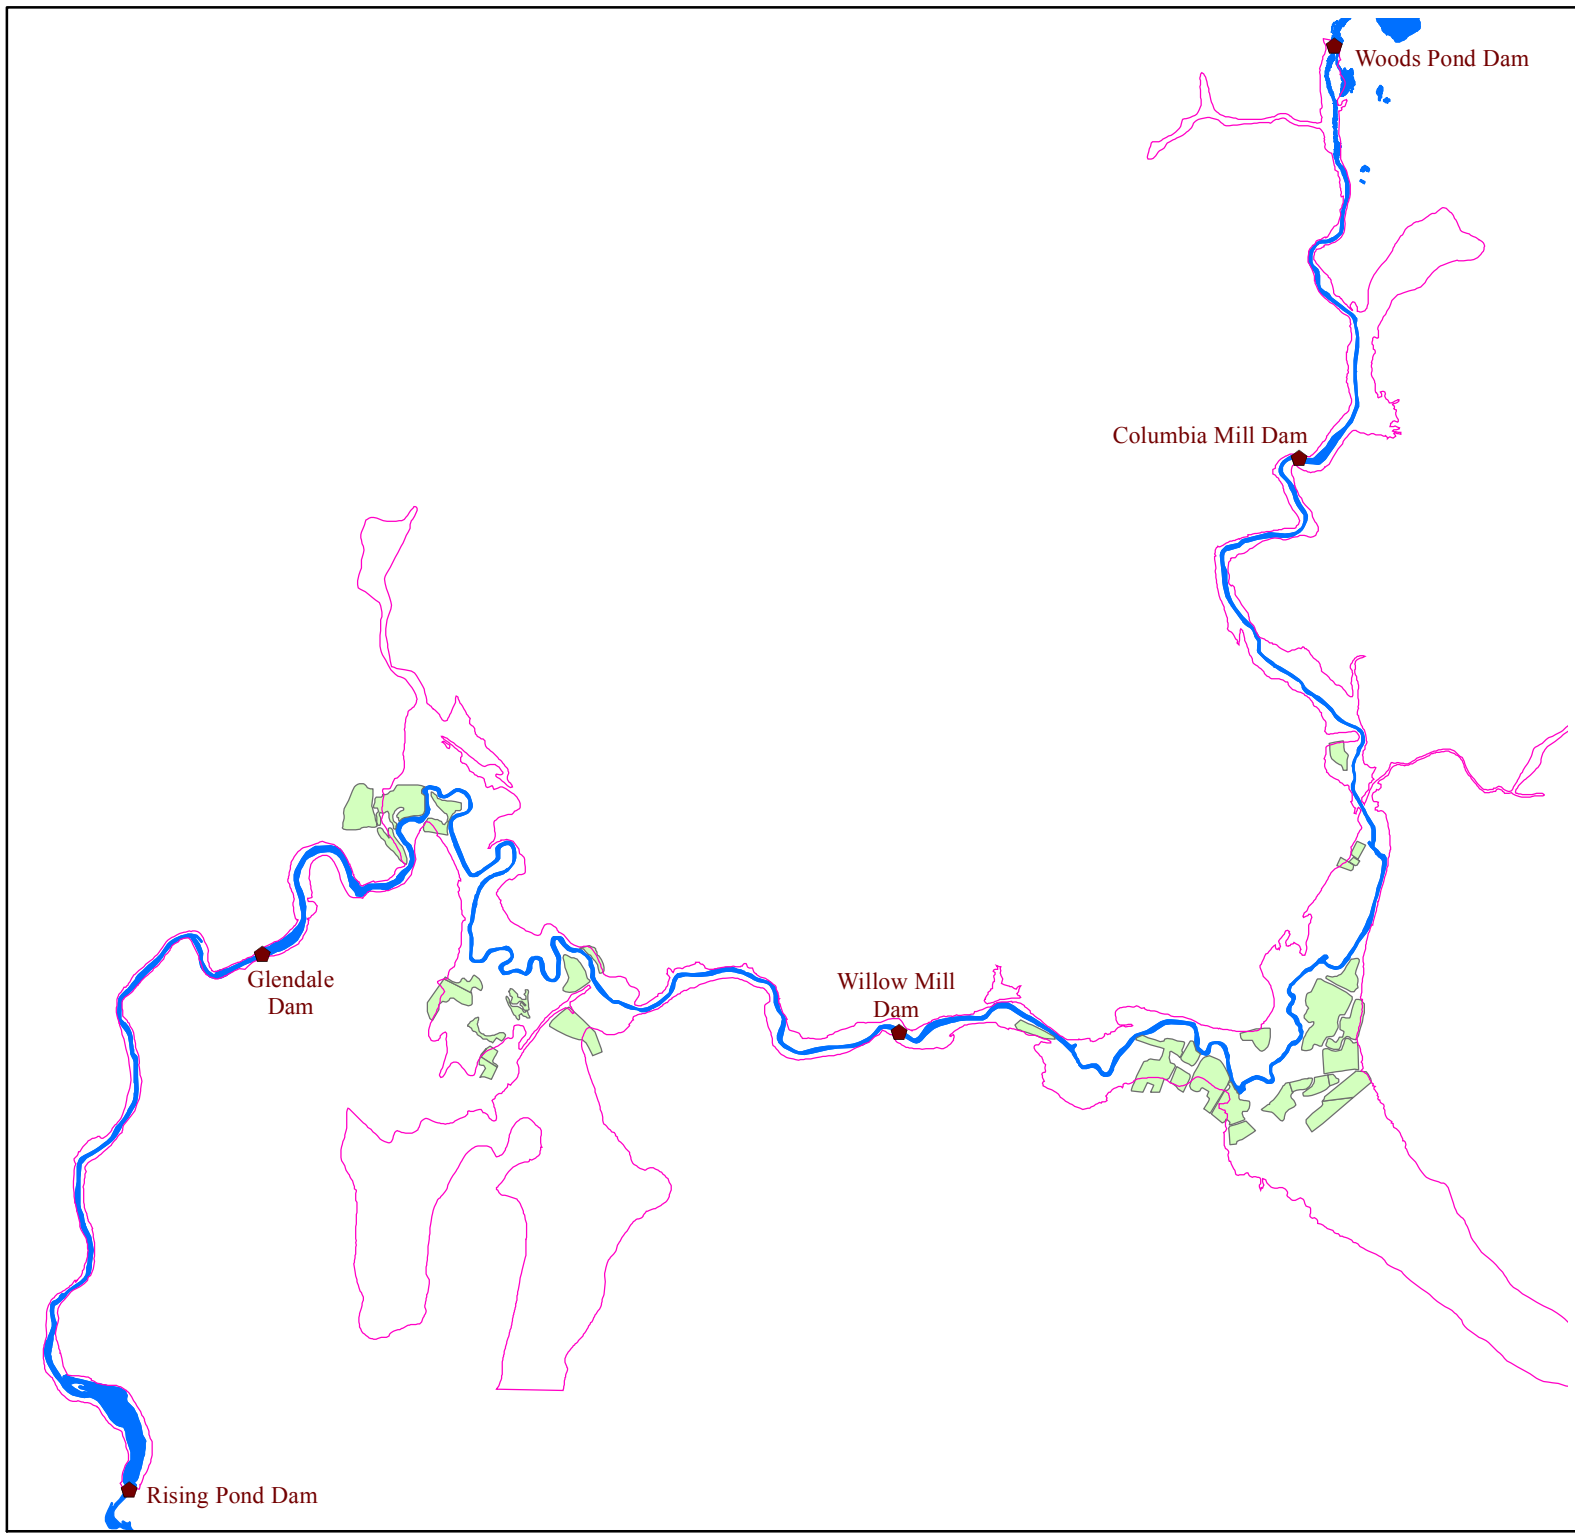 Woods Pond Dam
Columbia Mill Dam
Glendale
Dam
Willow Mill
Dam
Rising Pond Dam